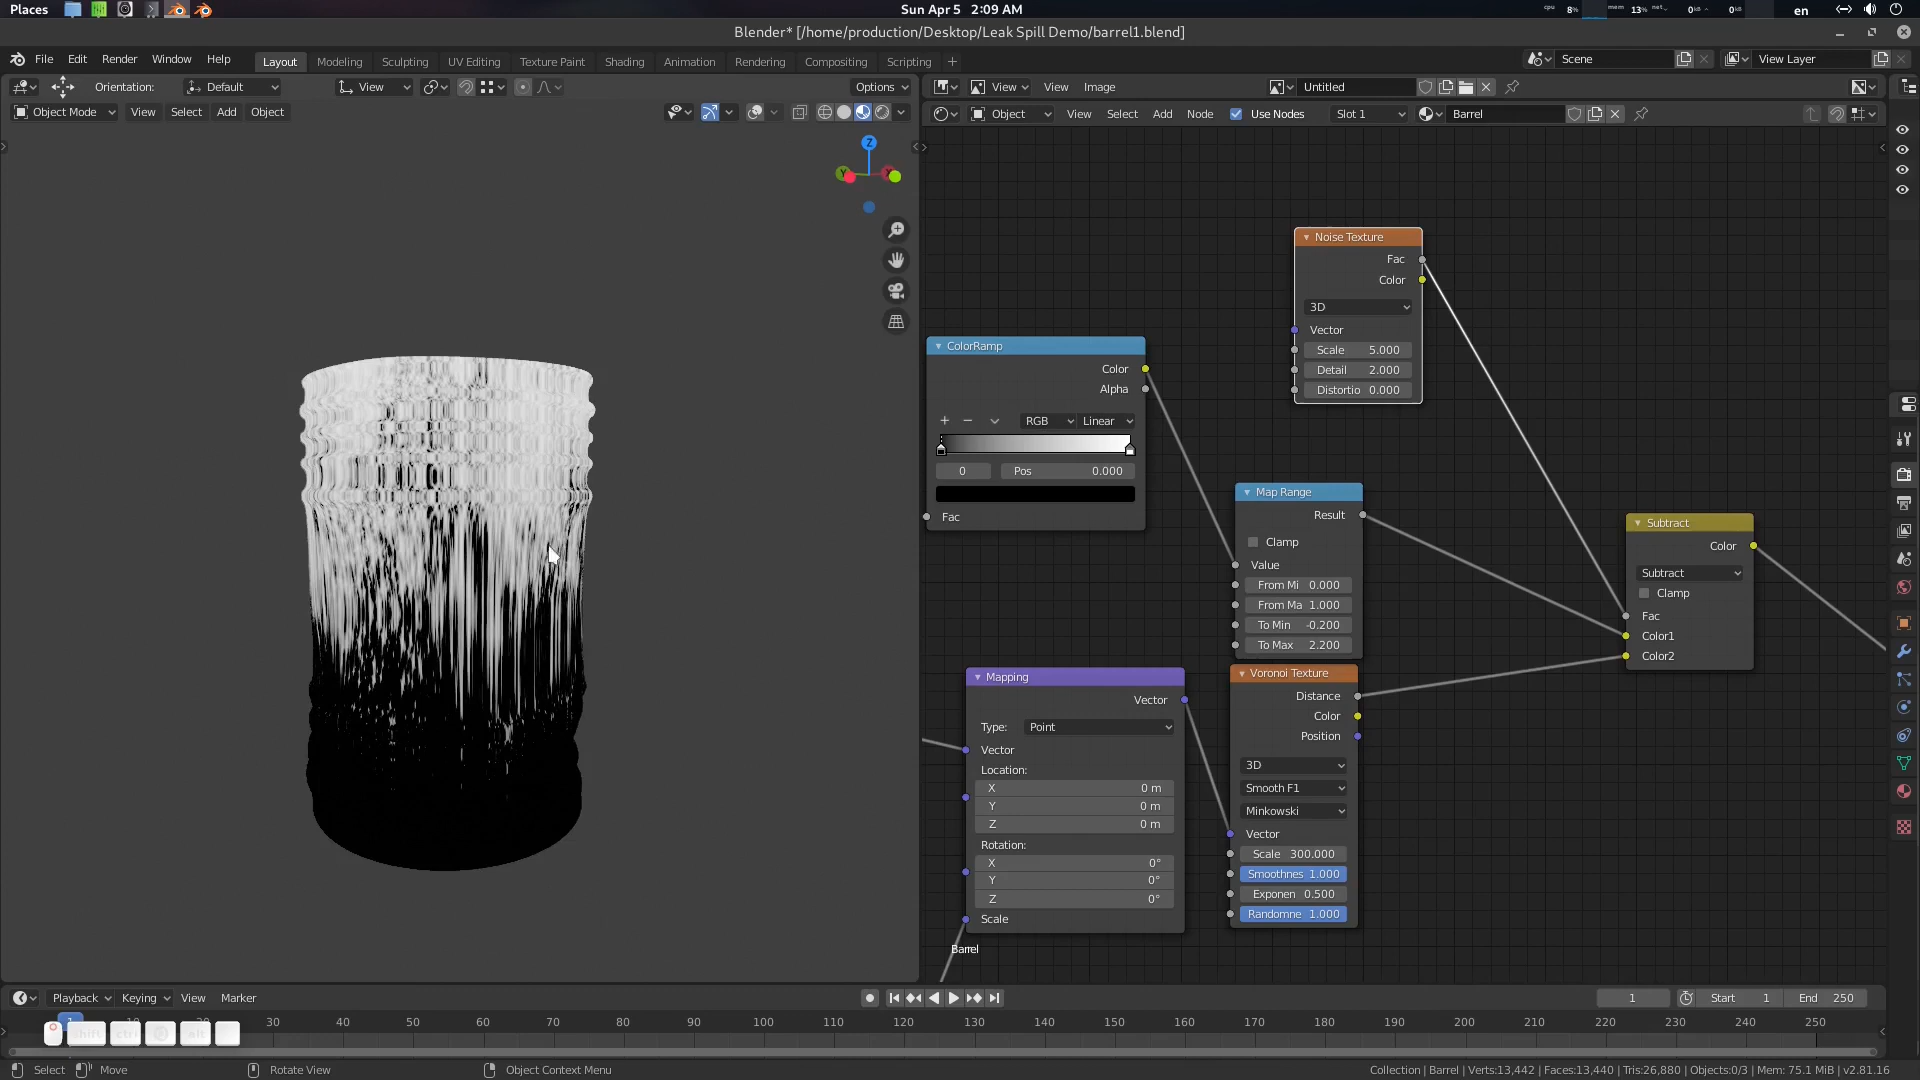 Places
Sun Apr 5 2:09 AM
cpu 8% mem 13% net 0kB 0kB en
Blender* [/home/production/Desktop/Leak Spill Demo/barrel1.blend]
File Edit Render Window Help Layout Modeling Sculpting UV Editing Texture Paint Shading Animation Rendering Compositing Scripting + Scene View Layer
Orientation: Default View Options View View Image Untitled
Object Mode View Select Add Object Object View Select Add Node Use Nodes Slot 1 Barrel
Z
Y
Noise Texture
Fac
Color
3D
Vector
Scale 5.000
Detail 2.000
Distortio 0.000
ColorRamp
Color
Alpha
RGB Linear
0 Pos 0.000
Fac
Map Range
Result
Clamp
Value
From Mi 0.000
From Ma 1.000
To Min -0.200
To Max 2.200
Subtract
Color
Subtract
Clamp
Fac
Color1
Color2
Mapping
Vector
Type: Point
Vector
Location:
X 0 m
Y 0 m
Z 0 m
Rotation:
X 0°
Y 0°
Z 0°
Scale
Barrel
Voronoi Texture
Distance
Color
Position
3D
Smooth F1
Minkowski
Vector
Scale 300.000
Smoothnes 1.000
Exponen 0.500
Randomne 1.000
Playback Keying View Marker 1 Start 1 End 250
1 30 40 50 60 70 80 90 100 110 120 130 140 150 160 170 180 190 200 210 220 230 240 250
shift ctrl alt
Select Move Rotate View Object Context Menu Collection | Barrel | Verts:13,442 | Faces:13,440 | Tris:26,880 | Objects:0/3 | Mem: 75.1 MiB | v2.81.16